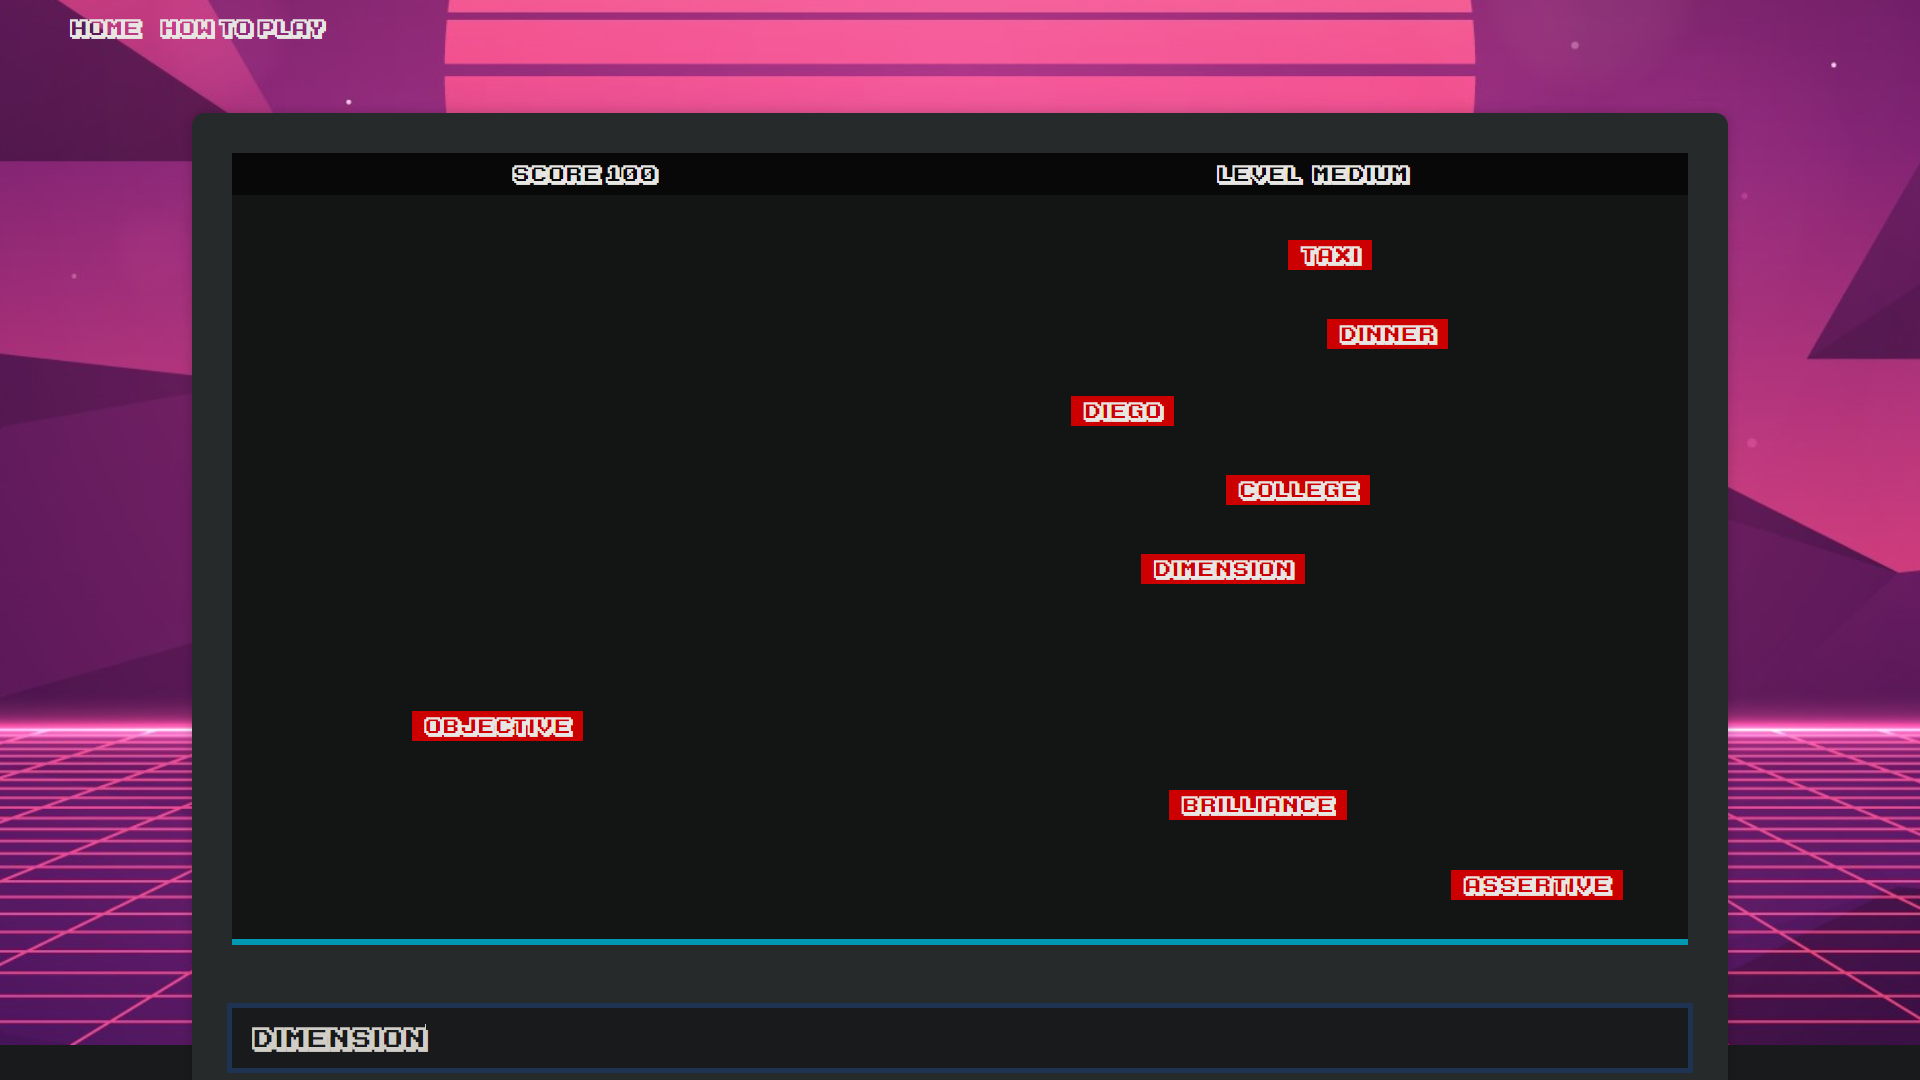 HOME HOW TO PLAY
SCORE 100 LEVEL MEDIUM
TAXI
DINNER
DIEGO
COLLEGE
DIMENSION
OBJECTIVE
BRILLIANCE
ASSERTIVE
DIMENSION